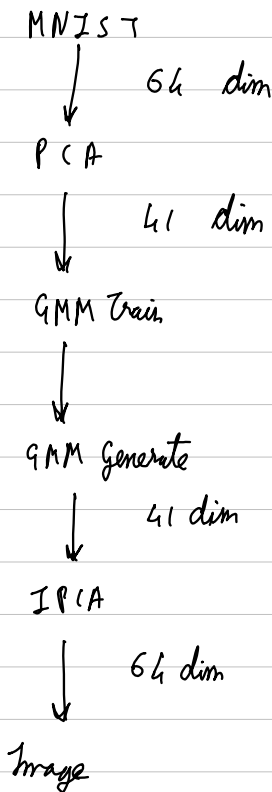 MNIST
64 dim
PCA
41 dim
GMM Train
GMM Generate
41 dim
IPCA
64 dim
Image